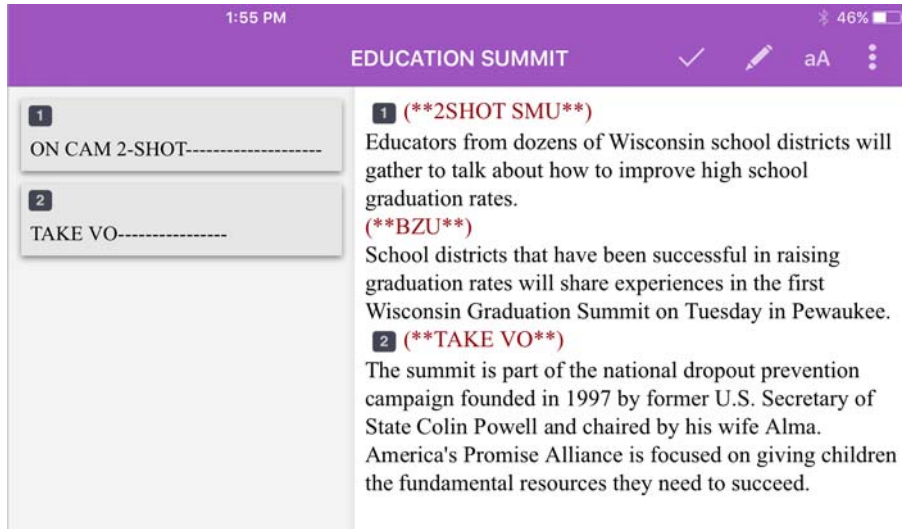 1:55 PM
46%
EDUCATION SUMMIT
aA
1
ON CAM 2-SHOT--------------------
2
TAKE VO----------------
1 (**2SHOT SMU**)
Educators from dozens of Wisconsin school districts will
gather to talk about how to improve high school
graduation rates.
(**BZU**)
School districts that have been successful in raising
graduation rates will share experiences in the first
Wisconsin Graduation Summit on Tuesday in Pewaukee.
2 (**TAKE VO**)
The summit is part of the national dropout prevention
campaign founded in 1997 by former U.S. Secretary of
State Colin Powell and chaired by his wife Alma.
America's Promise Alliance is focused on giving children
the fundamental resources they need to succeed.